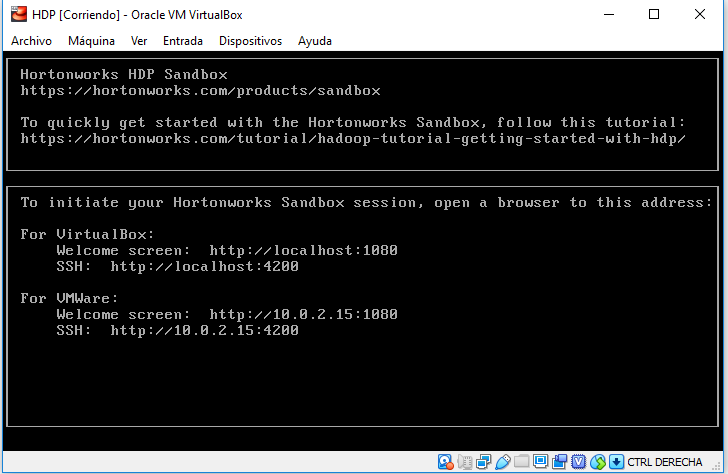 HDP [Corriendo] - Oracle VM VirtualBox
Archivo Máquina Ver Entrada Dispositivos Ayuda
Hortonworks HDP Sandbox
https://hortonworks.com/products/sandbox
To quickly get started with the Hortonworks Sandbox, follow this tutorial:
https://hortonworks.com/tutorial/hadoop-tutorial-getting-started-with-hdp/
To initiate your Hortonworks Sandbox session, open a browser to this address:
For VirtualBox:
Welcome screen: http://localhost:1080
SSH: http://localhost:4200
For VMWare:
Welcome screen: http://10.0.2.15:1080
SSH: http://10.0.2.15:4200
CTRL DERECHA